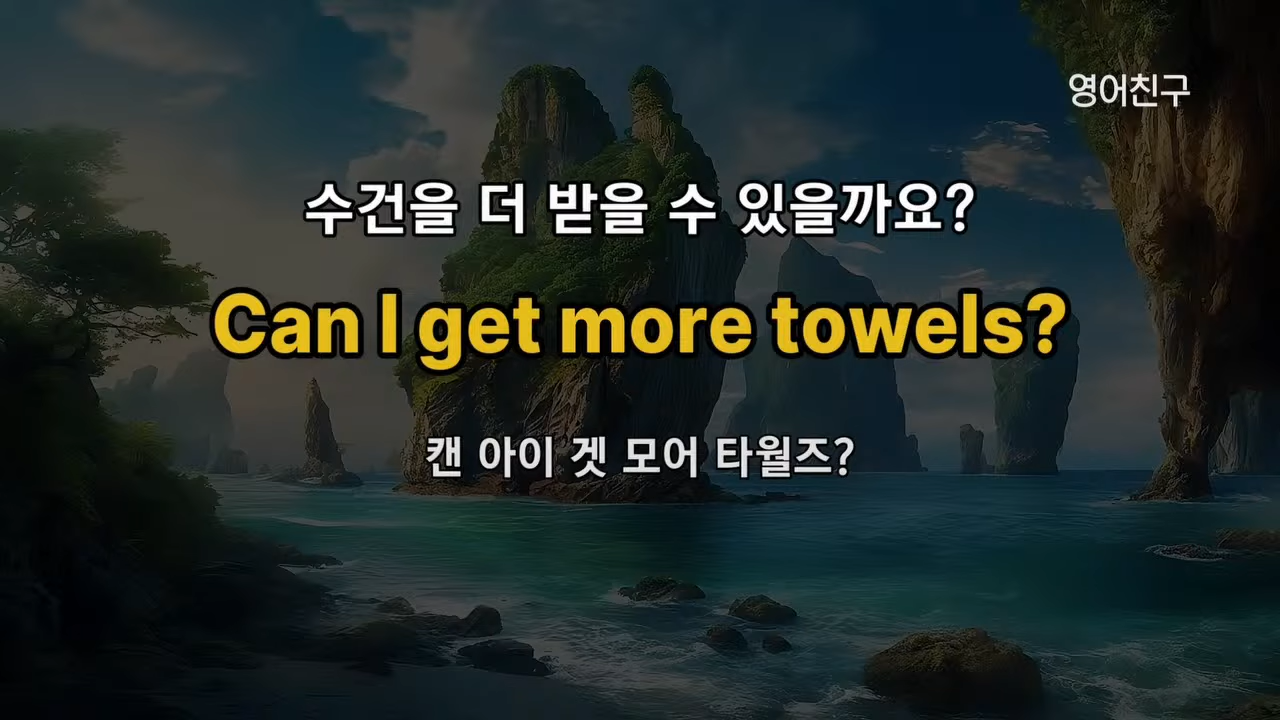 영어친구
수건을 더 받을 수 있을까요?
Can I get more towels?
캔 아이 겟 모어 타월즈?